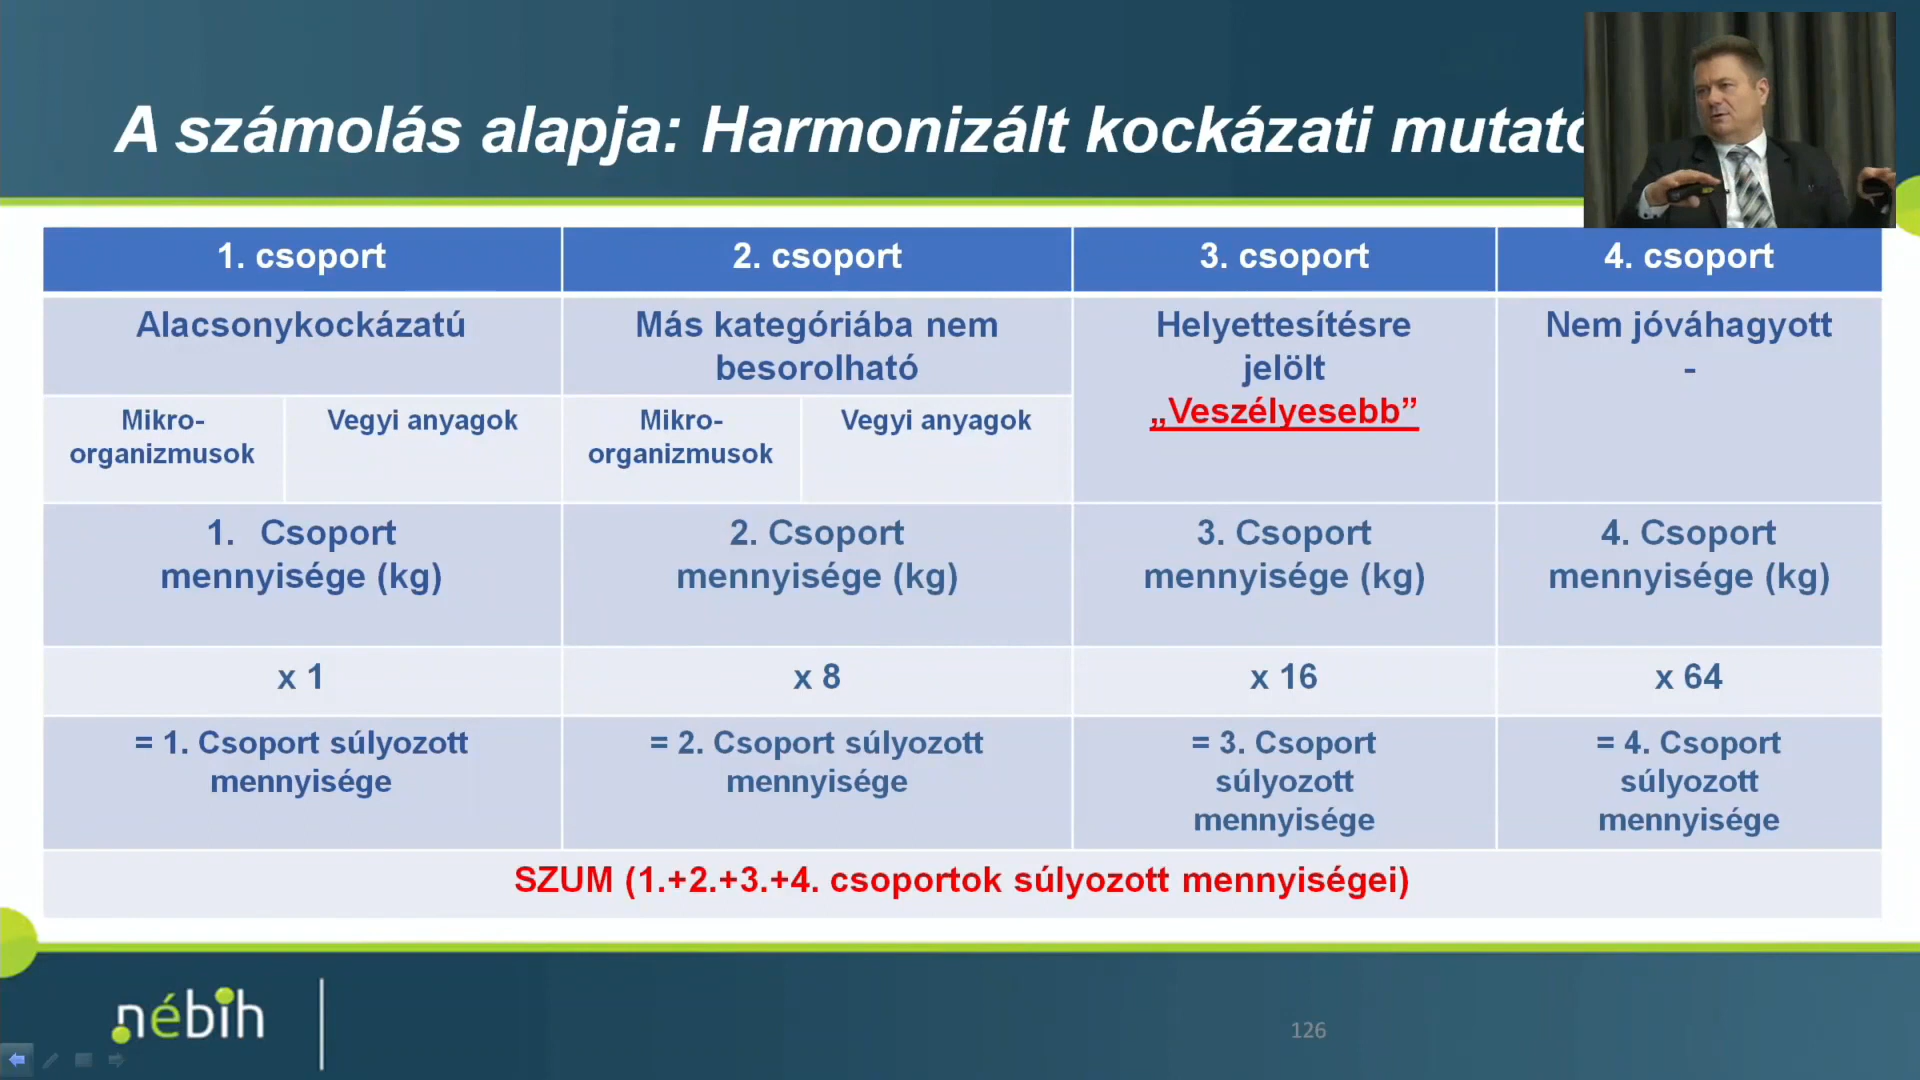 A számolás alapja: Harmonizált kockázati mutató
1. csoport
2. csoport
3. csoport
4. csoport
Alacsonykockázatú
Más kategóriába nem
besorolható
Helyettesítésre
jelölt
„Veszélyesebb”
Nem jóváhagyott
-
Mikro-
organizmusok
Vegyi anyagok
Mikro-
organizmusok
Vegyi anyagok
1. Csoport
mennyisége (kg)
2. Csoport
mennyisége (kg)
3. Csoport
mennyisége (kg)
4. Csoport
mennyisége (kg)
x 1
x 8
x 16
x 64
= 1. Csoport súlyozott
mennyisége
= 2. Csoport súlyozott
mennyisége
= 3. Csoport
súlyozott
mennyisége
= 4. Csoport
súlyozott
mennyisége
SZUM (1.+2.+3.+4. csoportok súlyozott mennyiségei)
nébih
126